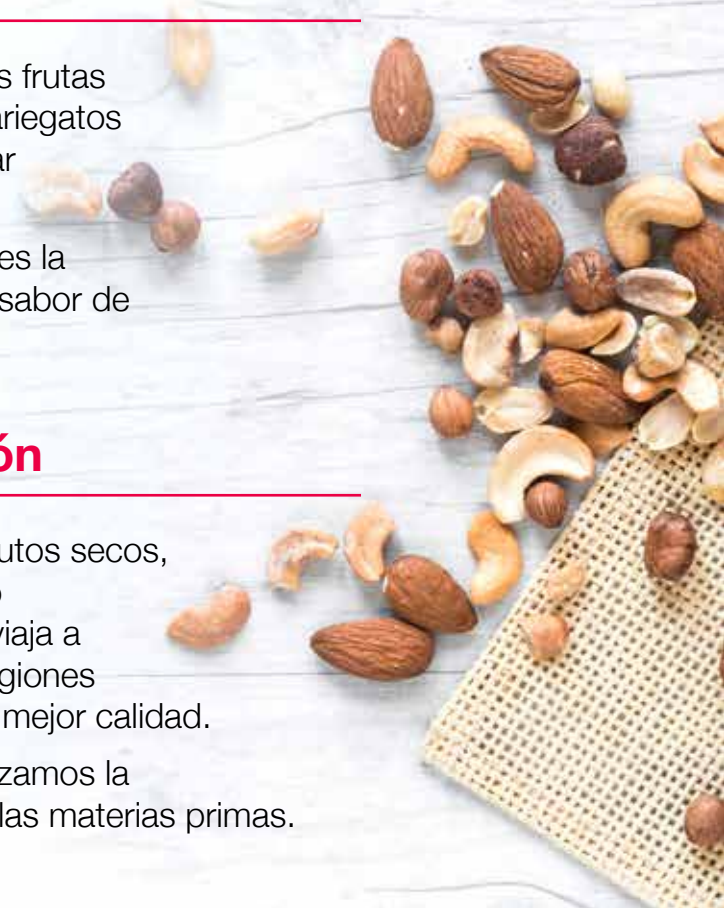 s frutas
ariegatos
ar
es la
sabor de
ón
utos secos,
viaja a
giones
mejor calidad.
zamos la
las materias primas.